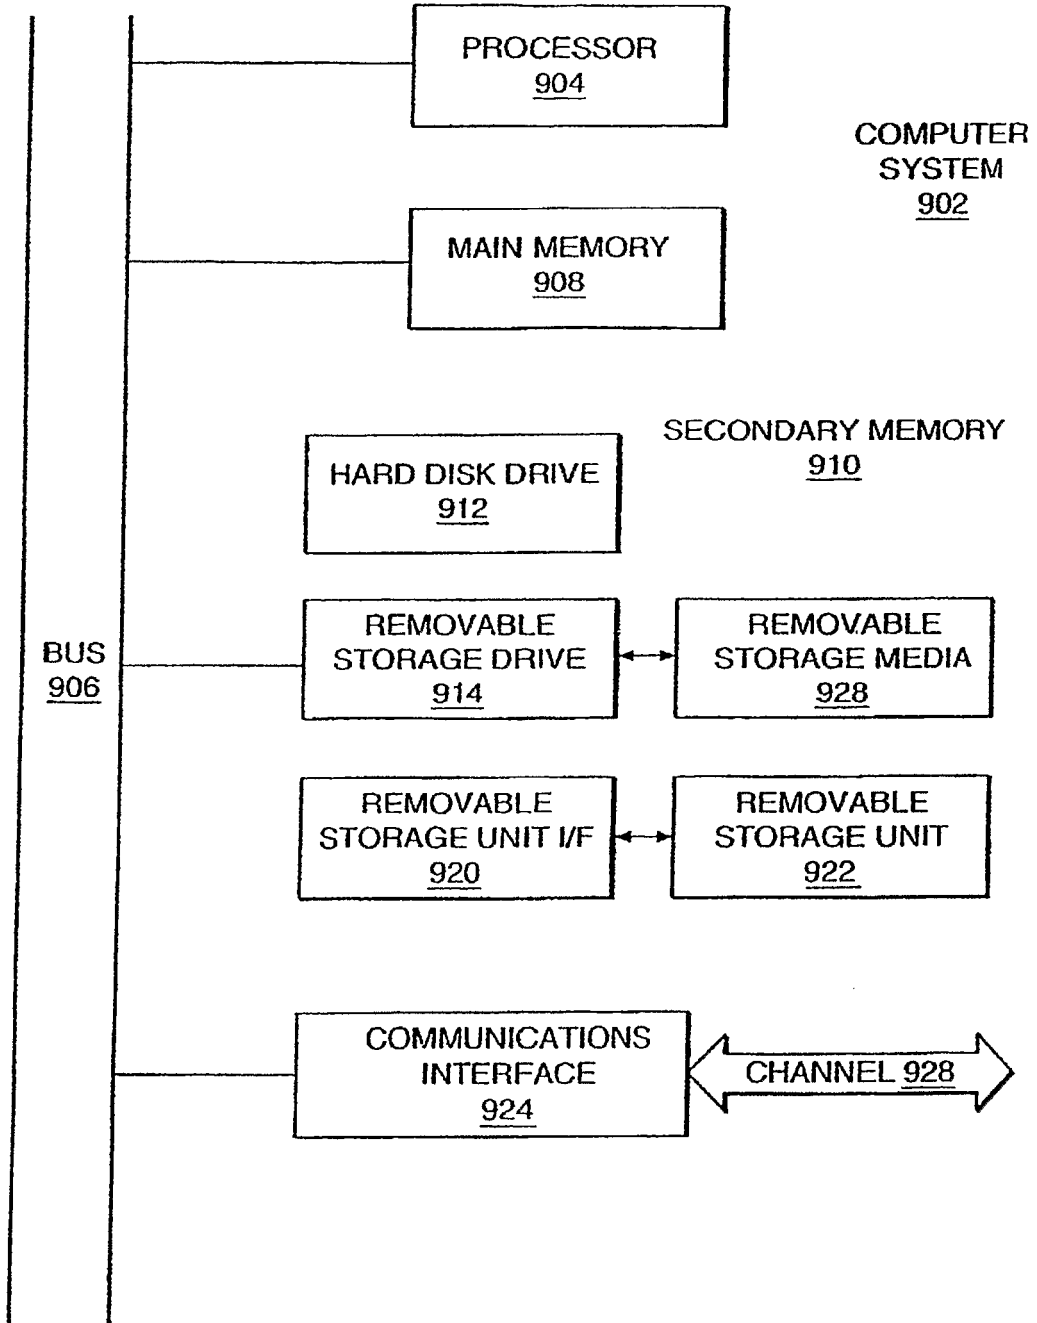 PROCESSOR
904
COMPUTER
SYSTEM
902
MAIN MEMORY
908
SECONDARY MEMORY
910
HARD DISK DRIVE
912
BUS
906
REMOVABLE
STORAGE DRIVE
914
REMOVABLE
STORAGE MEDIA
928
REMOVABLE
STORAGE UNIT I/F
920
REMOVABLE
STORAGE UNIT
922
COMMUNICATIONS
INTERFACE
924
CHANNEL 928